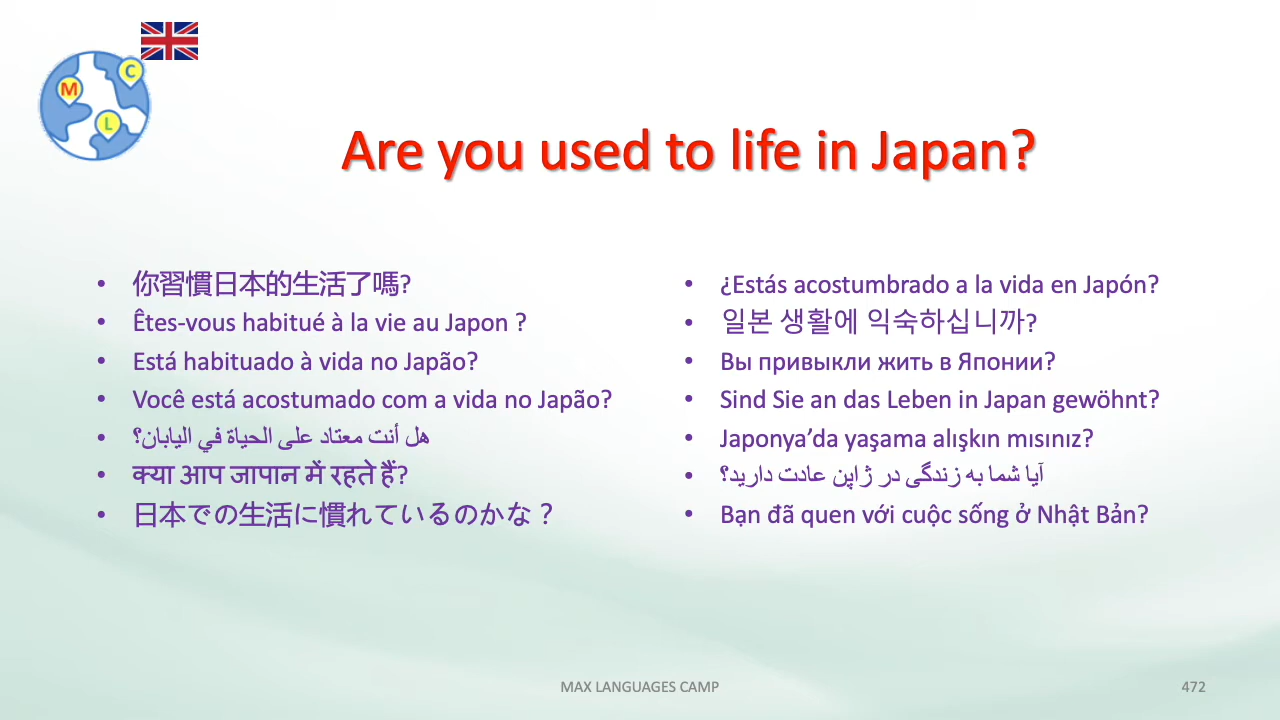 C
M
L
Are you used to life in Japan?
• 你習慣日本的生活了嗎?
• Êtes-vous habitué à la vie au Japon ?
• Está habituado à vida no Japão?
• Você está acostumado com a vida no Japão?
• هل أنت معتاد على الحياة في اليابان؟
• क्या आप जापान में रहते हैं?
• 日本での生活に慣れているのかな？
• ¿Estás acostumbrado a la vida en Japón?
• 일본 생활에 익숙하십니까?
• Вы привыкли жить в Японии?
• Sind Sie an das Leben in Japan gewöhnt?
• Japonya’da yaşama alışkın mısınız?
• آیا شما به زندگی در ژاپن عادت دارید؟
• Bạn đã quen với cuộc sống ở Nhật Bản?
MAX LANGUAGES CAMP
472